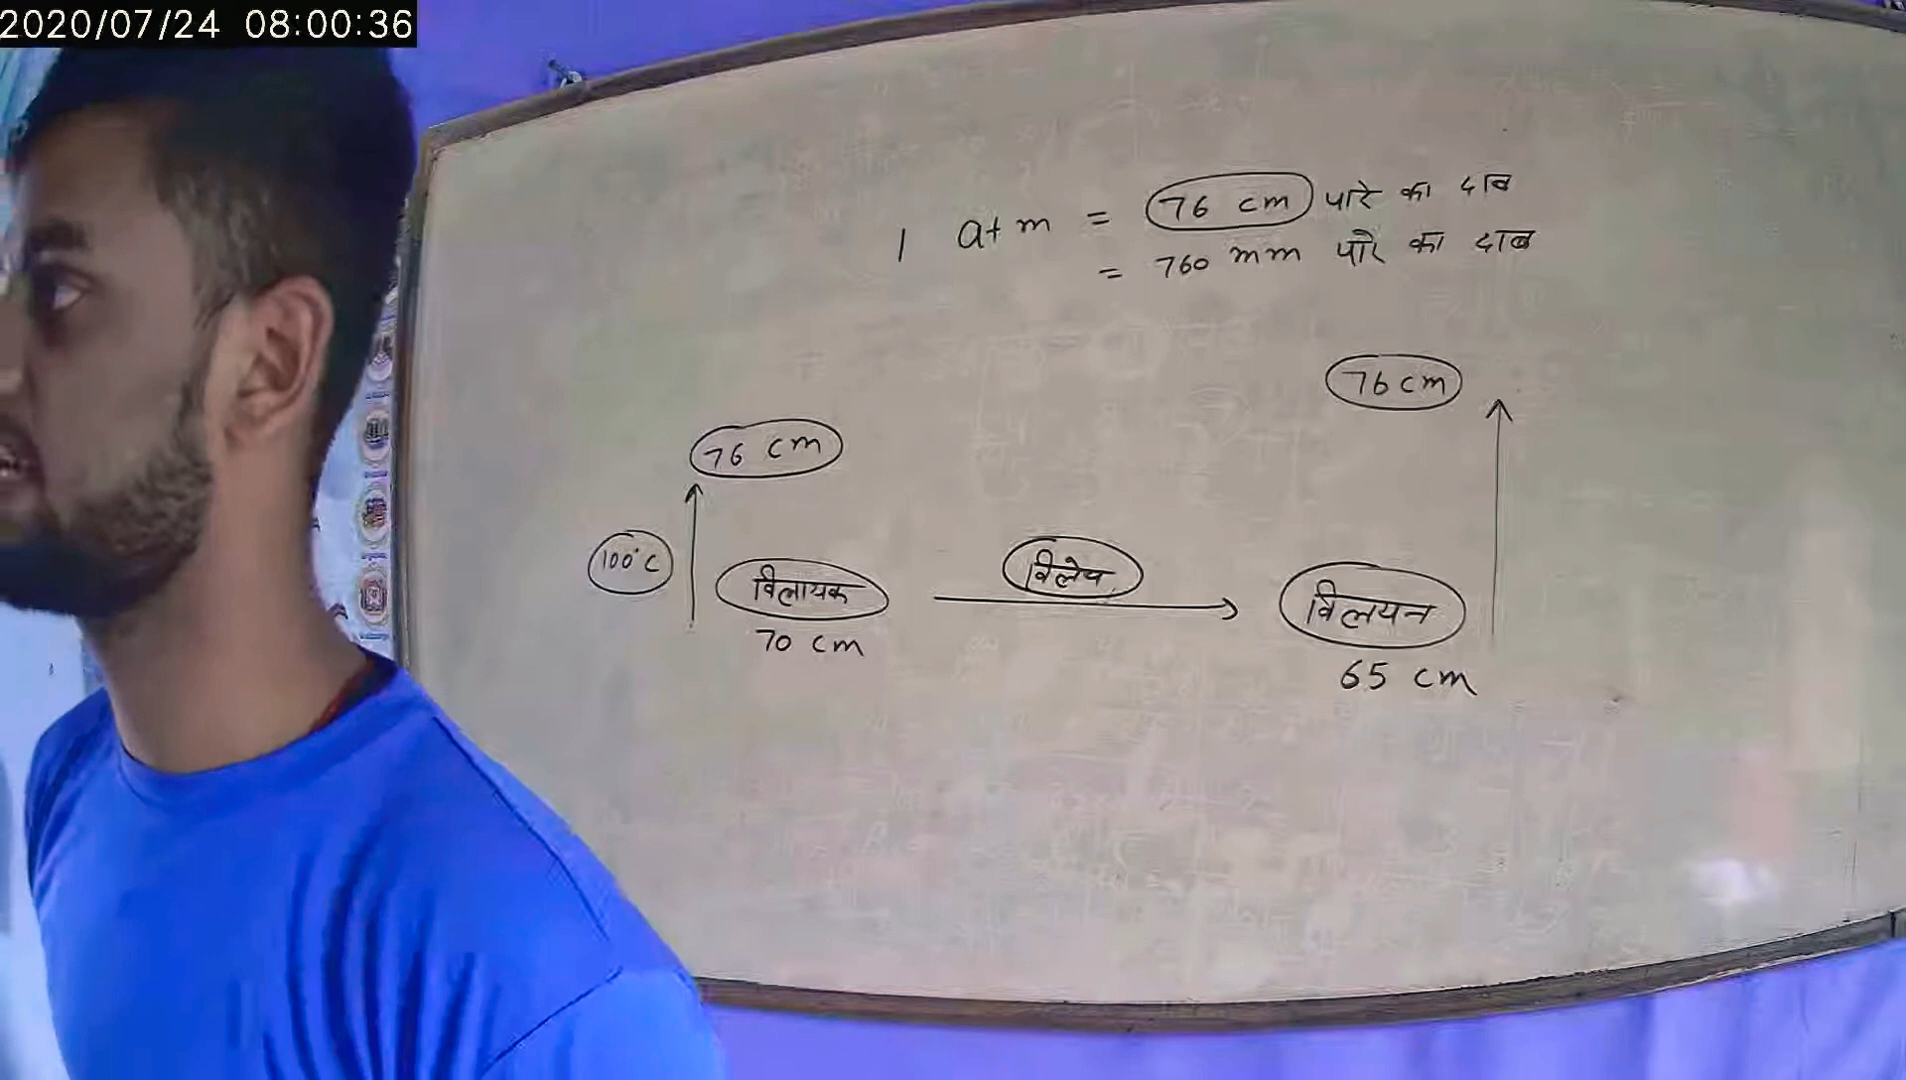 2020/07/24 08:00:36
1 atm = 76 cm पारे का दाब
= 760 mm पारे का दाब
76 cm
76 cm
100°C
विलायक
विलेय
विलयन
70 cm
65 cm